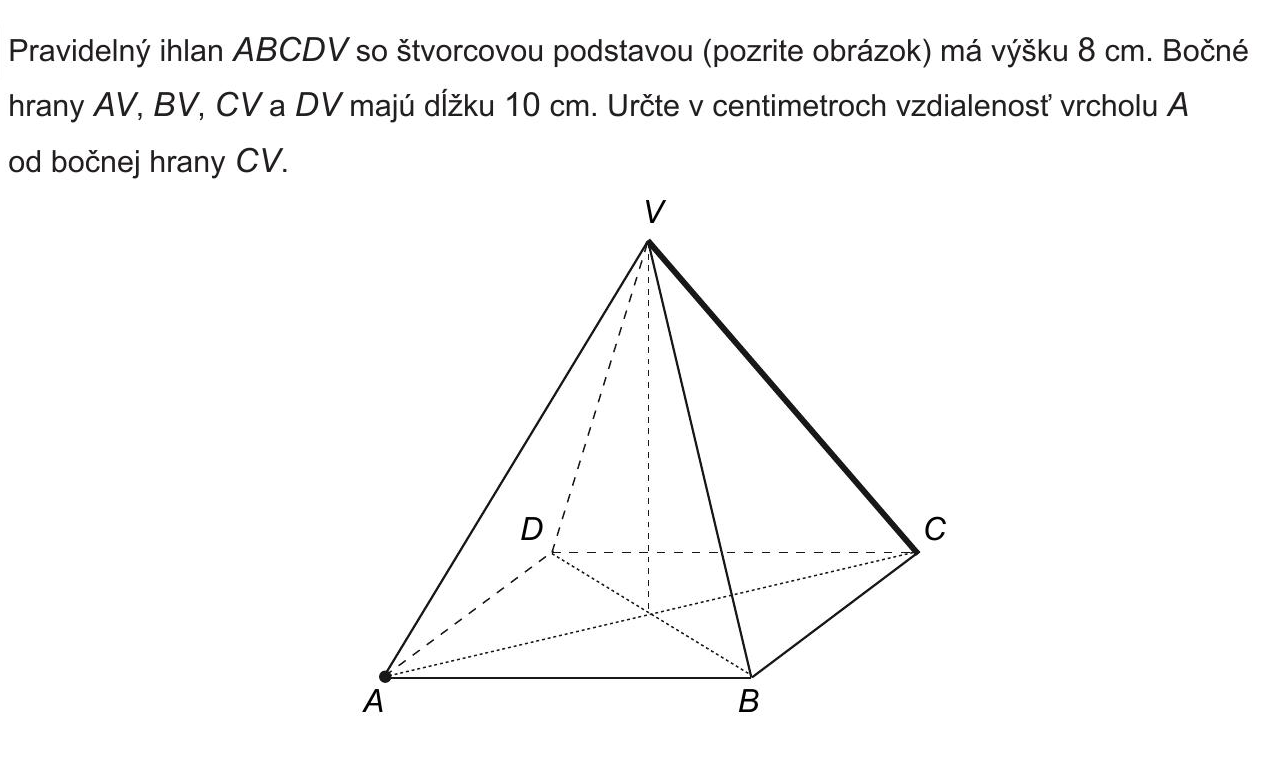 Pravidelný ihlan ABCDV so štvorcovou podstavou (pozrite obrázok) má výšku 8 cm. Bočné
hrany AV, BV, CV a DV majú dĺžku 10 cm. Určte v centimetroch vzdialenosť vrcholu A
od bočnej hrany CV.
V
D
C
A
B